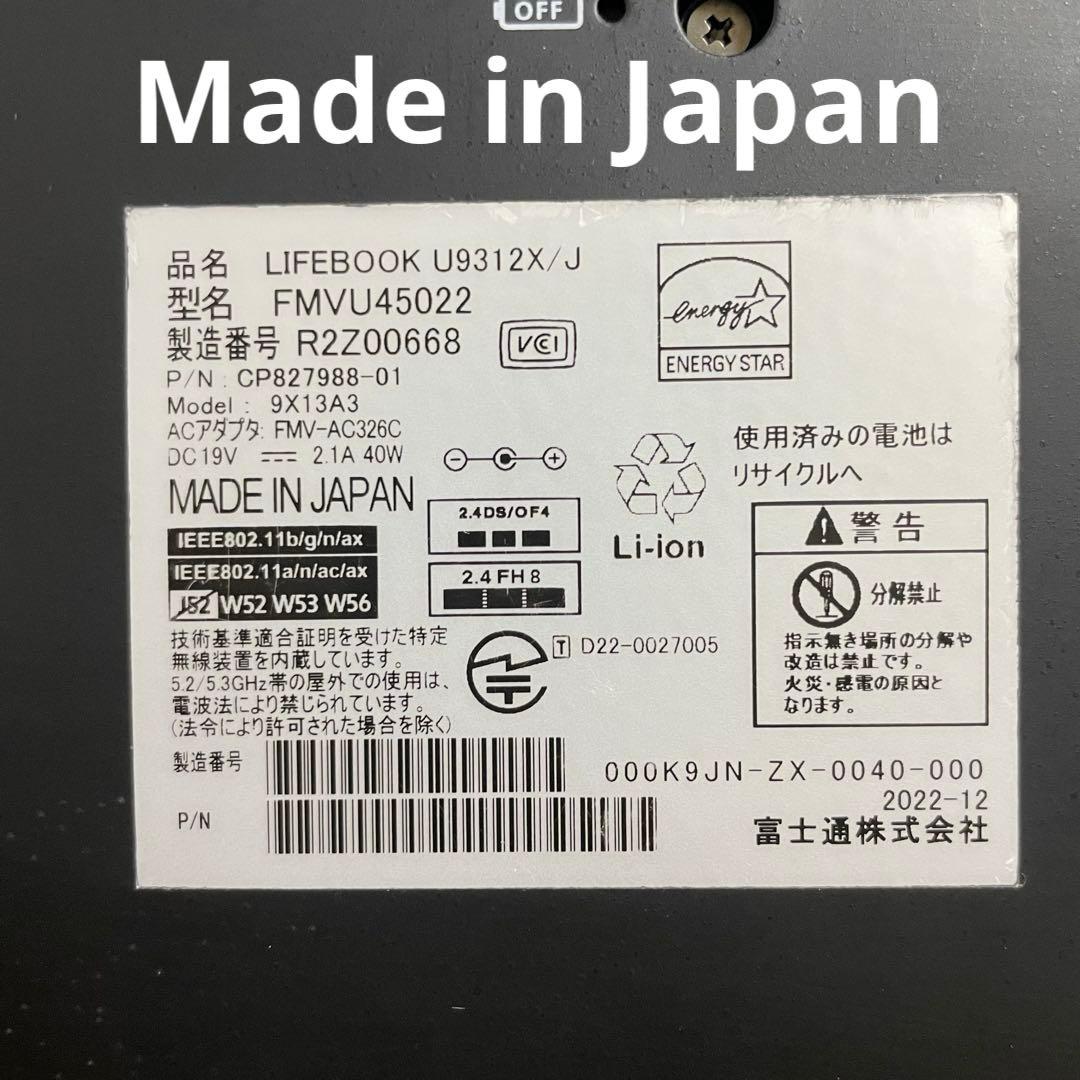 OFF
Made in Japan
品名 LIFEBOOK U9312X/J
型名 FMVU45022
製造番号 R2Z00668
VCI
energy
ENERGY STAR
P/N : CP827988-01
Model : 9X13A3
ACアダプタ: FMV-AC326C
DC19V ⎓ 2.1A 40W
MADE IN JAPAN
使用済みの電池は
リサイクルへ
Li-ion
IEEE802.11b/g/n/ax
IEEE802.11a/n/ac/ax
J52 W52 W53 W56
2.4DS/OF4
2.4 FH 8
警告
分解禁止
指示無き場所の分解や
改造は禁止です。
火災・感電の原因と
なります。
技術基準適合証明を受けた特定
無線装置を内蔵しています。
5.2/5.3GHz帯の屋外での使用は、
電波法により禁じられています。
(法令により許可された場合を除く)
T D22-0027005
製造番号
P/N
000K9JN-ZX-0040-000
2022-12
富士通株式会社